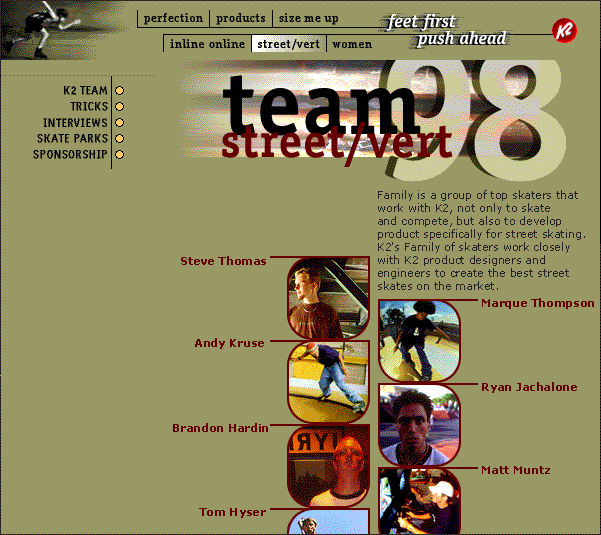 perfection
products
size me up
feet first
push ahead
K2
inline online
street/vert
women
K2 TEAM
TRICKS
INTERVIEWS
SKATE PARKS
SPONSORSHIP
98
team
street/vert
Family is a group of top skaters that
work with K2, not only to skate
and compete, but also to develop
product specifically for street skating.
K2's Family of skaters work closely
with K2 product designers and
engineers to create the best street
skates on the market.
Steve Thomas
Marque Thompson
Andy Kruse
Ryan Jachalone
Brandon Hardin
Matt Muntz
Tom Hyser